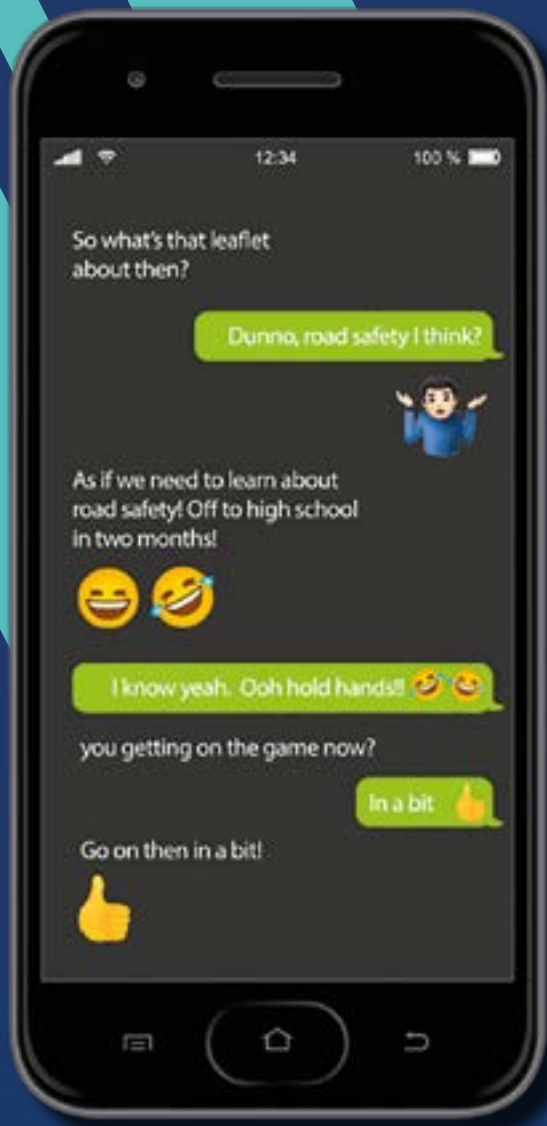 12:34 100 %
So what's that leaflet
about then?
Dunno, road safety I think?
As if we need to learn about
road safety! Off to high school
in two months!
I know yeah. Ooh hold hands!!
you getting on the game now?
In a bit
Go on then in a bit!